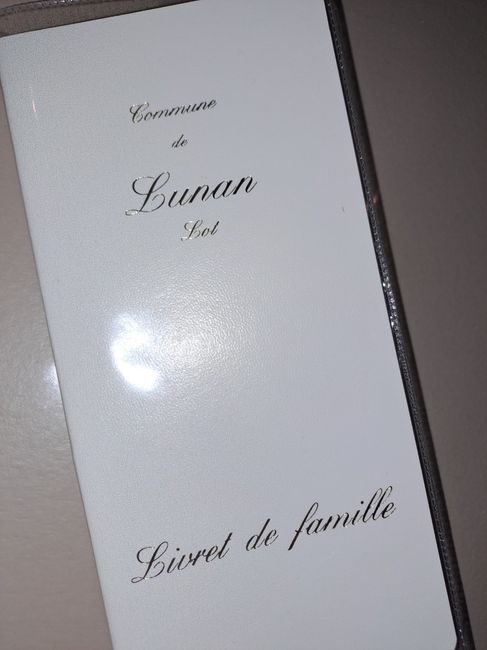 Commune
de
Lunan
Lot
Livret de famille